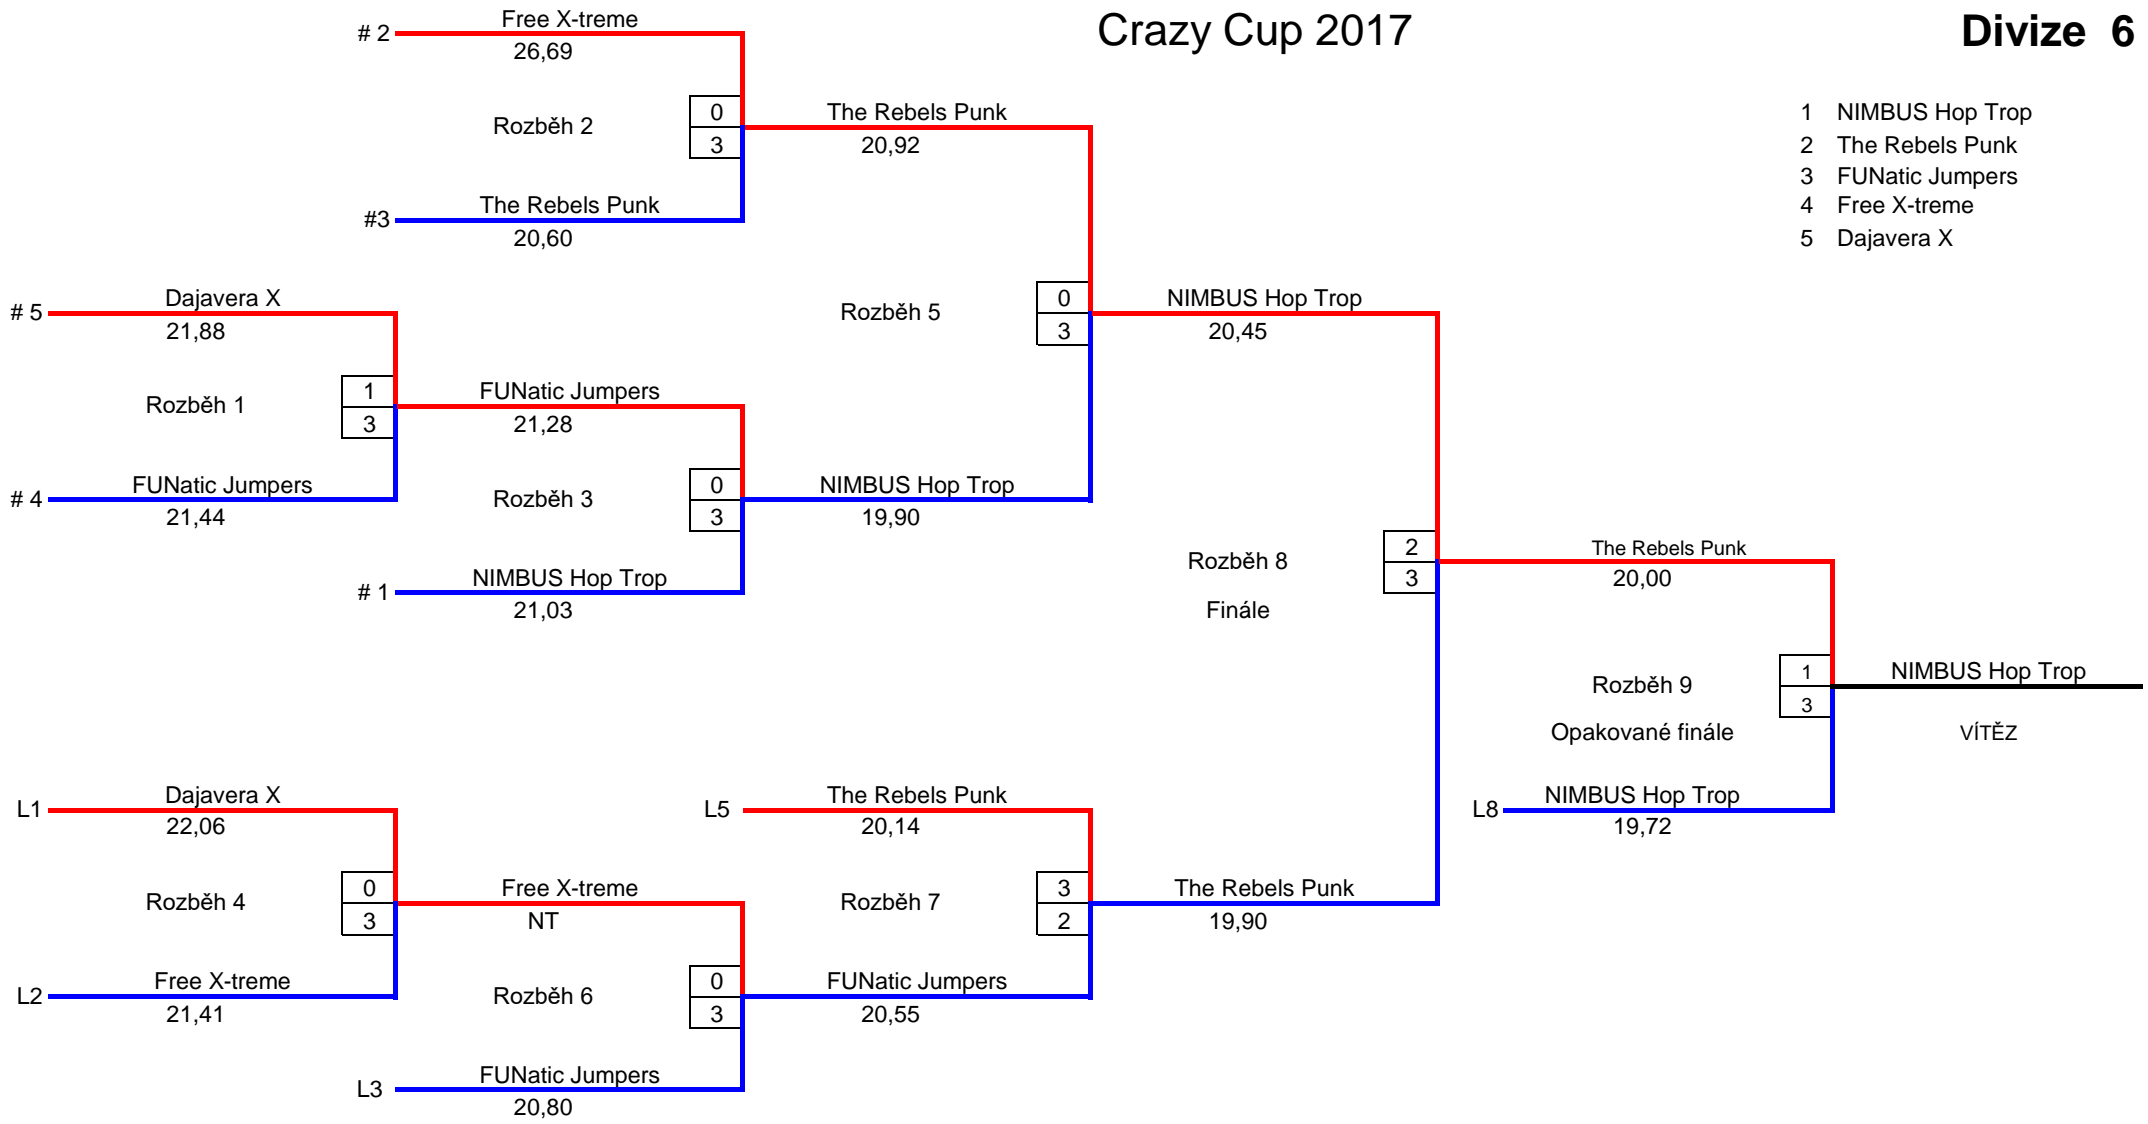 Crazy Cup 2017
Divize 6
1 NIMBUS Hop Trop
2 The Rebels Punk
3 FUNatic Jumpers
4 Free X-treme
5 Dajavera X
# 2
Free X-treme
26,69
Rozběh 2
0
3
#3
The Rebels Punk
20,60
The Rebels Punk
20,92
# 5
Dajavera X
21,88
Rozběh 1
1
3
# 4
FUNatic Jumpers
21,44
FUNatic Jumpers
21,28
Rozběh 3
0
3
# 1
NIMBUS Hop Trop
21,03
NIMBUS Hop Trop
19,90
Rozběh 5
0
3
NIMBUS Hop Trop
20,45
Rozběh 8
Finále
2
3
The Rebels Punk
20,00
Rozběh 9
Opakované finále
1
3
L8
NIMBUS Hop Trop
19,72
NIMBUS Hop Trop
VÍTĚZ
L1
Dajavera X
22,06
Rozběh 4
0
3
L2
Free X-treme
21,41
Free X-treme
NT
Rozběh 6
0
3
L3
FUNatic Jumpers
20,80
L5
The Rebels Punk
20,14
Rozběh 7
3
2
FUNatic Jumpers
20,55
The Rebels Punk
19,90